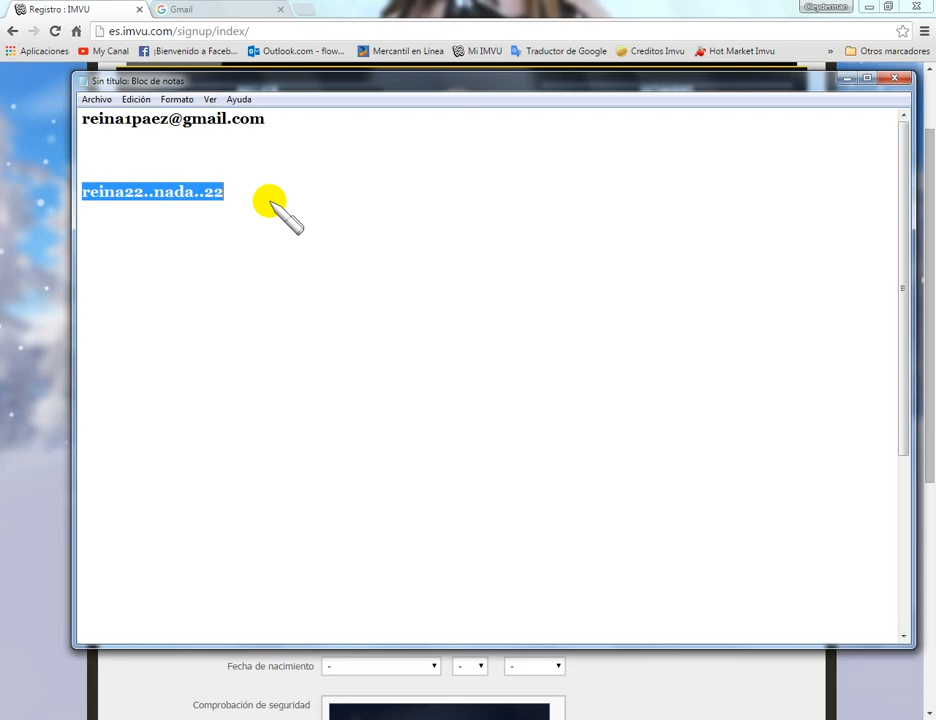 Registro : IMVU
Gmail
Cleyderman
es.imvu.com/signup/index/
Aplicaciones My Canal ¡Bienvenido a Faceb... Outlook.com - flow... Mercantil en Linea Mi IMVU Traductor de Google Creditos Imvu Hot Market Imvu » Otros marcadores
Sin título: Bloc de notas
Archivo Edición Formato Ver Ayuda
reina1paez@gmail.com
reina22..nada..22
Fecha de nacimiento - - -
Comprobación de seguridad